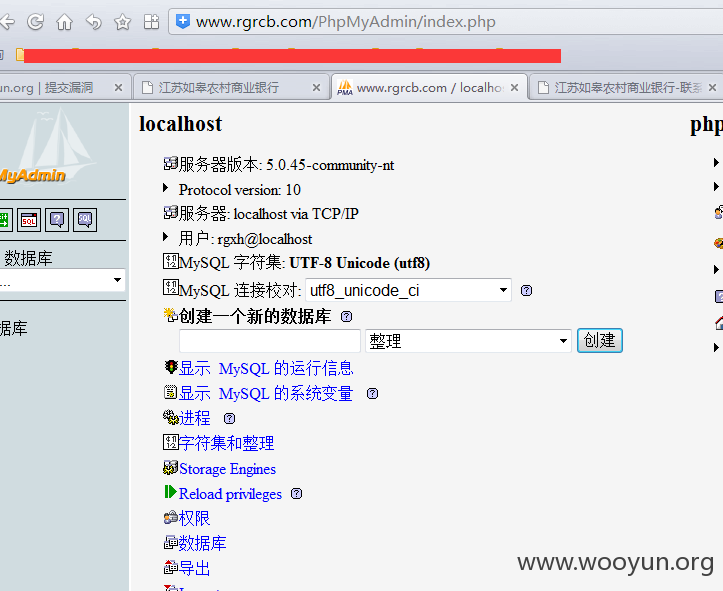 www.rgrcb.com/PhpMyAdmin/index.php
un.org | 提交漏洞
江苏如皋农村商业银行
www.rgrcb.com / localhos
江苏如皋农村商业银行-联系
MyAdmin
SQL
SQL
数据库
...
据库
localhost
php
服务器版本: 5.0.45-community-nt
Protocol version: 10
服务器: localhost via TCP/IP
用户: rgxh@localhost
MySQL 字符集: UTF-8 Unicode (utf8)
MySQL 连接校对: utf8_unicode_ci
创建一个新的数据库
整理 创建
显示 MySQL 的运行信息
显示 MySQL 的系统变量
进程
字符集和整理
Storage Engines
Reload privileges
权限
数据库
导出
www.wooyun.org